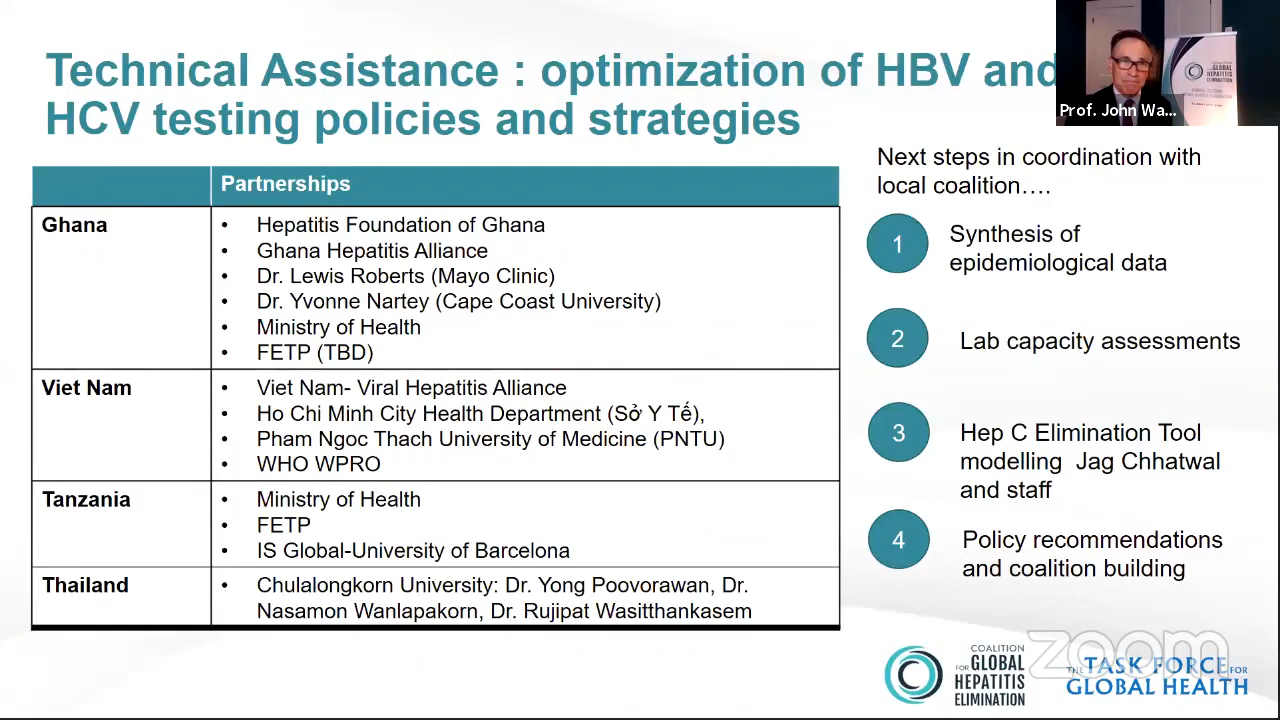 Technical Assistance : optimization of HBV and
HCV testing policies and strategies
Prof. John Wa...
COALITION
FOR GLOBAL
HEPATITIS
ELIMINATION
Partnerships
Ghana
• Hepatitis Foundation of Ghana
• Ghana Hepatitis Alliance
• Dr. Lewis Roberts (Mayo Clinic)
• Dr. Yvonne Nartey (Cape Coast University)
• Ministry of Health
• FETP (TBD)
Viet Nam
• Viet Nam- Viral Hepatitis Alliance
• Ho Chi Minh City Health Department (Sở Y Tế),
• Pham Ngoc Thach University of Medicine (PNTU)
• WHO WPRO
Tanzania
• Ministry of Health
• FETP
• IS Global-University of Barcelona
Thailand
• Chulalongkorn University: Dr. Yong Poovorawan, Dr.
Nasamon Wanlapakorn, Dr. Rujipat Wasitthankasem
Next steps in coordination with
local coalition....
1
Synthesis of
epidemiological data
2
Lab capacity assessments
3
Hep C Elimination Tool
modelling  Jag Chhatwal
and staff
4
Policy recommendations
and coalition building
COALITION
FOR GLOBAL
HEPATITIS
ELIMINATION
THE TASK FORCE FOR
GLOBAL HEALTH
zoom